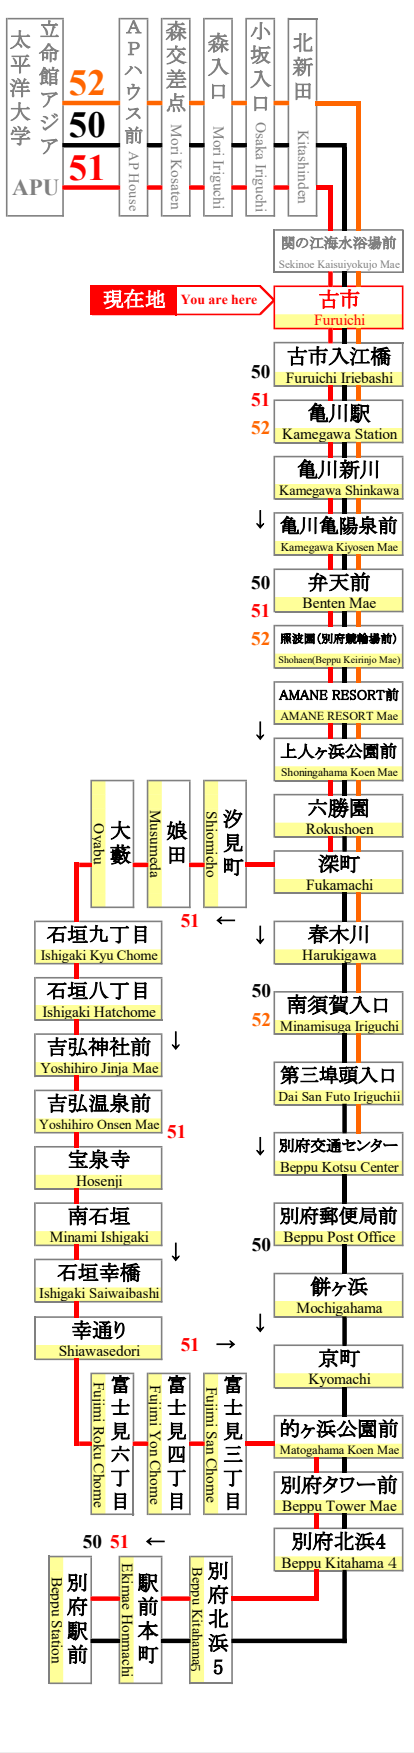 立命館アジア
太平洋大学
APU
52
50
51
APハウス前
AP House
森交差点
Mori Kosaten
森入口
Mori Iriguchi
小坂入口
Osaka Iriguchi
北新田
Kitashinden
関の江海水浴場前
Sekinoe Kaisuiyokujo Mae
現在地
You are here
古市
Furuichi
古市入江橋
Furuichi Iriebashi
50
51
52
亀川駅
Kamegawa Station
亀川新川
Kamegawa Shinkawa
↓
亀川亀陽泉前
Kamegawa Kiyosen Mae
弁天前
Benten Mae
50
51
52
照波園(別府競輪場前)
Shohaen(Beppu Keirinjo Mae)
AMANE RESORT前
AMANE RESORT Mae
↓
上人ヶ浜公園前
Shoningahama Koen Mae
六勝園
Rokushoen
深町
Fukamachi
汐見町
Shiomicho
娘田
Musumeda
大藪
Oyabu
51 ←
石垣九丁目
Ishigaki Kyu Chome
石垣八丁目
Ishigaki Hatchome
↓
吉弘神社前
Yoshihiro Jinja Mae
吉弘温泉前
Yoshihiro Onsen Mae
51
宝泉寺
Hosenji
南石垣
Minami Ishigaki
↓
石垣幸橋
Ishigaki Saiwaibashi
幸通り
Shiawasedori
51 →
富士見六丁目
Fujimi Roku Chome
富士見四丁目
Fujimi Yon Chome
富士見三丁目
Fujimi San Chome
↓
春木川
Harukigawa
50
52
南須賀入口
Minamisuga Iriguchi
第三埠頭入口
Dai San Futo Iriguchii
↓
別府交通センター
Beppu Kotsu Center
別府郵便局前
Beppu Post Office
50
餅ヶ浜
Mochigahama
↓
京町
Kyomachi
的ヶ浜公園前
Matogahama Koen Mae
別府タワー前
Beppu Tower Mae
別府北浜4
Beppu Kitahama 4
50 51 ←
別府北浜5
Beppu Kitahama5
駅前本町
Ekimae Honmachi
別府駅前
Beppu Station